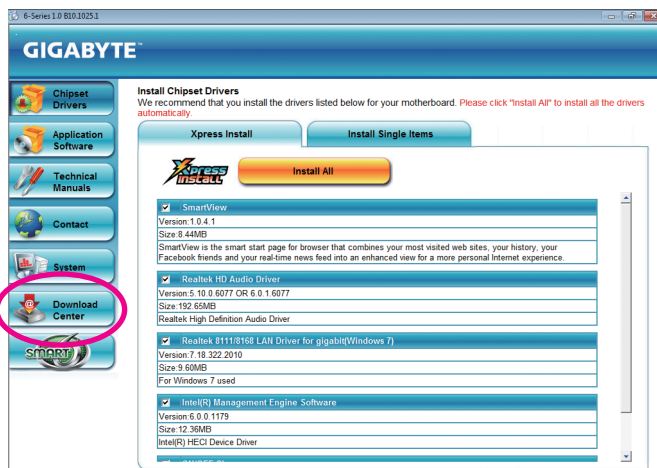 6-Series 1.0 B10.1025.1
GIGABYTE™
Chipset
Drivers
Application
Software
Technical
Manuals
Contact
System
Download
Center
SMART
Install Chipset Drivers
We recommend that you install the drivers listed below for your motherboard. Please click "Install All" to install all the drivers
automatically.
Xpress Install
Install Single Items
Xpress
INSTALL
Install All
SmartView
Version:1.0.4.1
Size:8.44MB
SmartView is the smart start page for browser that combines your most visited web sites, your history, your
Facebook friends and your real-time news feed into an enhanced view for a more personal Internet experience.
Realtek HD Audio Driver
Version:5.10.0.6077 OR 6.0.1.6077
Size:192.65MB
Realtek High Definition Audio Driver
Realtek 8111/8168 LAN Driver for gigabit(Windows 7)
Version:7.18.322.2010
Size:9.60MB
For Windows 7 used
Intel(R) Management Engine Software
Version:6.0.0.1179
Size:12.36MB
Intel(R) HECI Device Driver